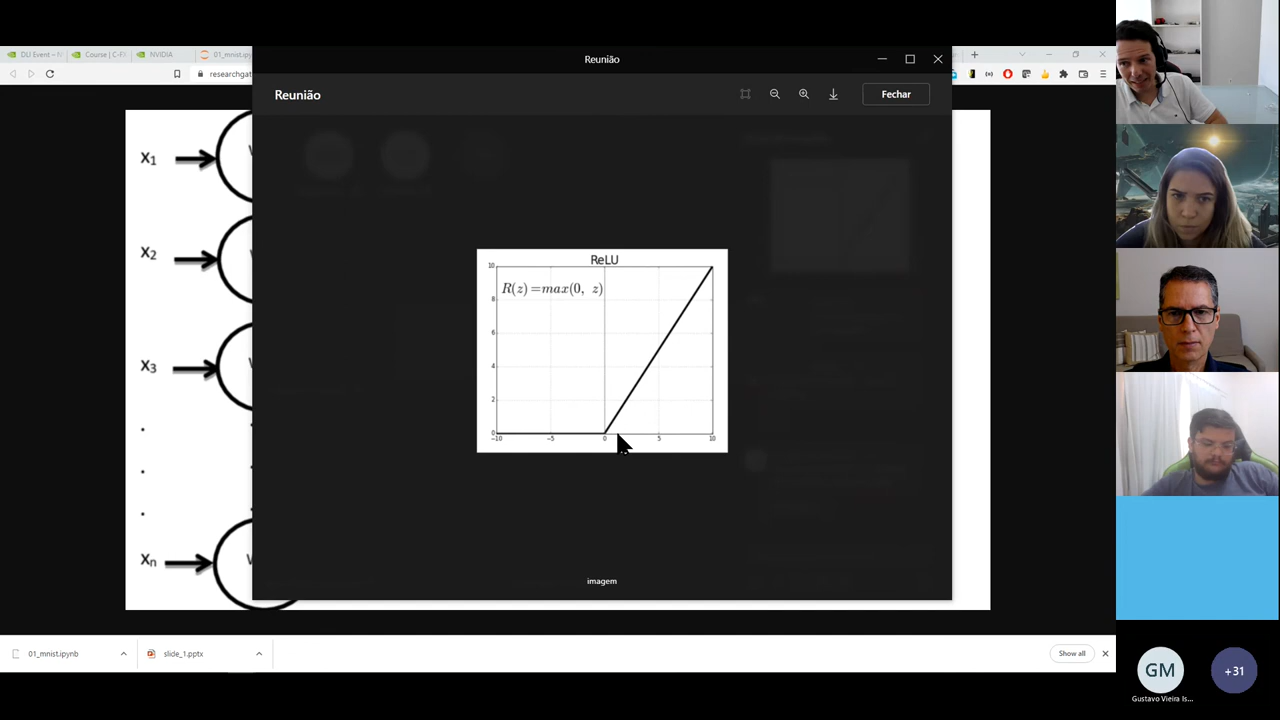 DLI Event – N
Course | C-F
NVIDIA
01_mnist.ipy
researchgat
Reunião
Reunião
Fechar
X1
X2
X3
Xn
ReLU
R(z) =max(0, z)
10
8
6
4
2
0
-10 -5 0 5 10
imagem
01_mnist.ipynb
slide_1.pptx
Show all
GM
+31
Gustavo Vieira Is...